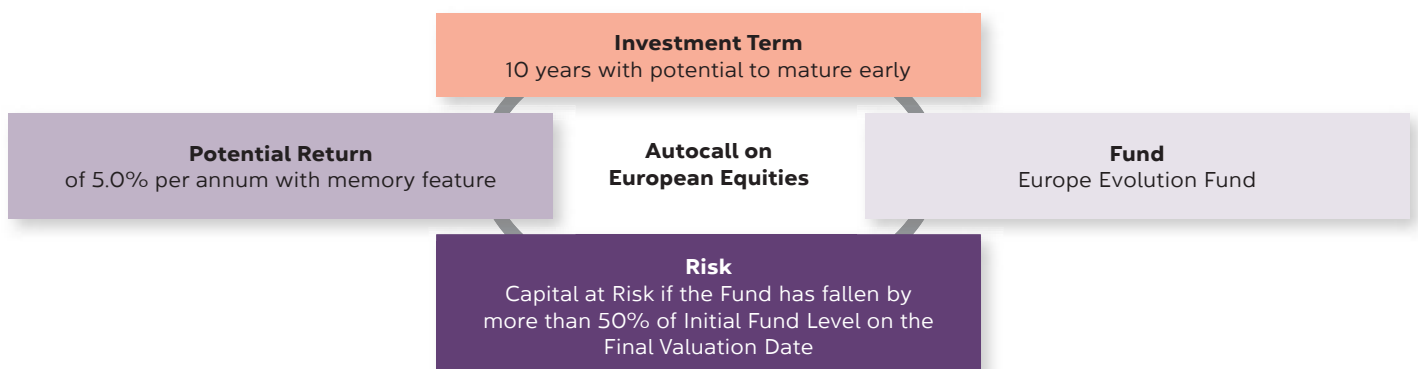 Investment Term
10 years with potential to mature early
Potential Return
of 5.0% per annum with memory feature
Autocall on
European Equities
Fund
Europe Evolution Fund
Risk
Capital at Risk if the Fund has fallen by
more than 50% of Initial Fund Level on the
Final Valuation Date